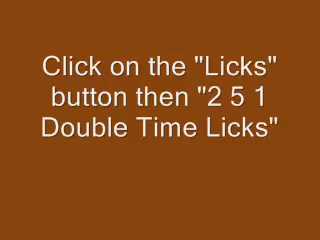 Click on the "Licks"
button then "2 5 1
Double Time Licks"